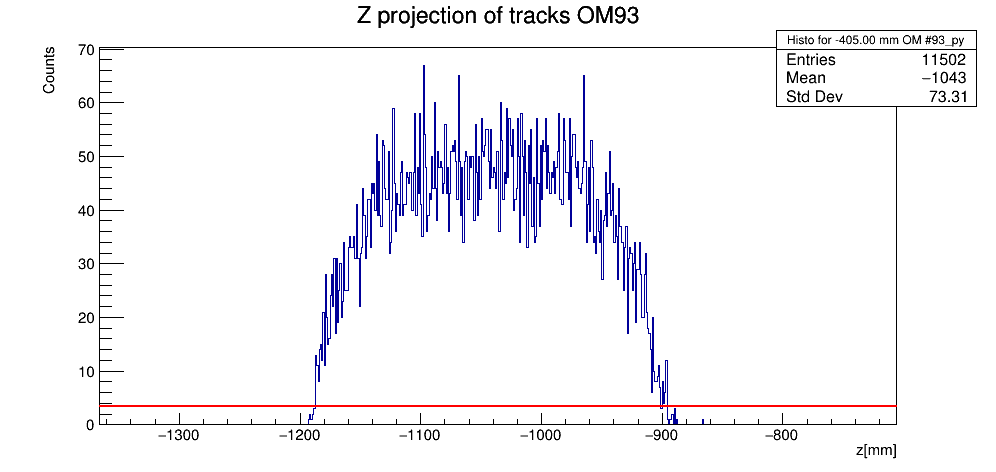 Z projection of tracks OM93
Histo for -405.00 mm OM #93_py
Entries 11502
Mean −1043
Std Dev 73.31
Counts
70
60
50
40
30
20
10
0
−1300 −1200 −1100 −1000 −900 −800
z[mm]